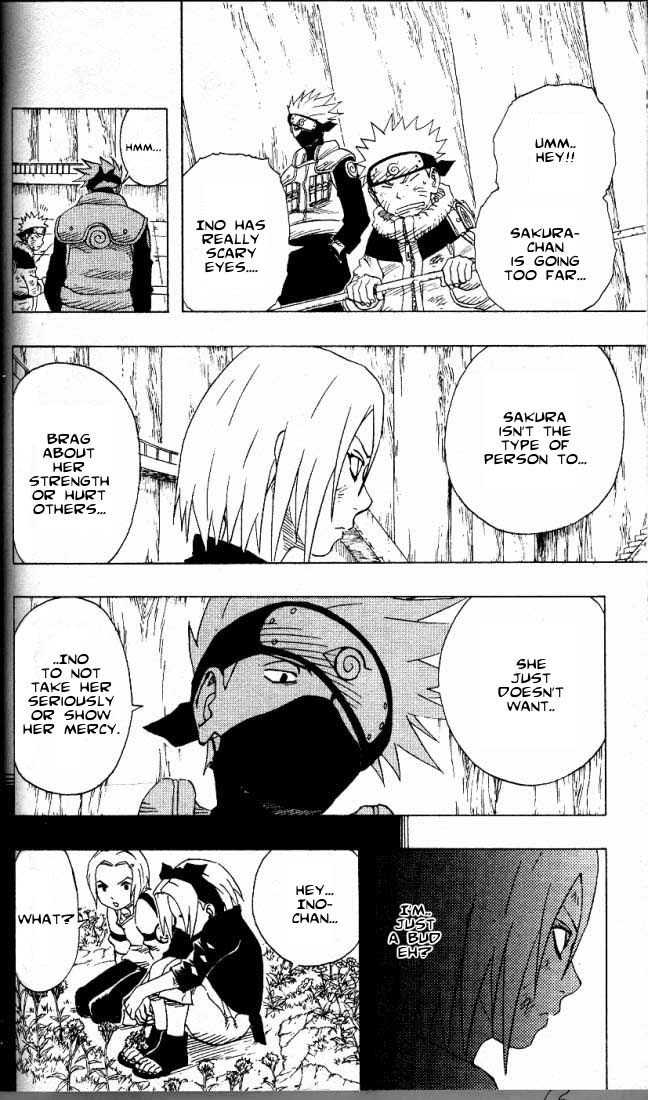 UMM..
HEY!!
SAKURA-
CHAN
IS GOING
TOO FAR...
INO HAS
REALLY
SCARY
EYES....
HMM...
SAKURA
ISN'T THE
TYPE OF
PERSON TO...
BRAG
ABOUT
HER
STRENGTH
OR HURT
OTHERS...
SHE
JUST
DOESN'T
WANT..
..INO
TO NOT
TAKE HER
SERIOUSLY
OR SHOW
HER MERCY.
I'M..
JUST
A BUD
EH?
HEY...
INO-
CHAN...
WHAT?